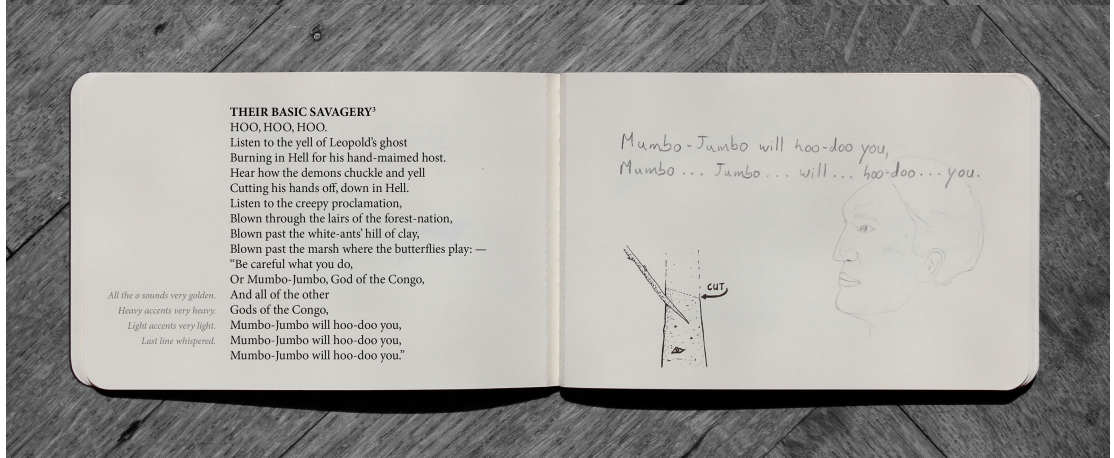 THEIR BASIC SAVAGERY³
HOO, HOO, HOO.
Listen to the yell of Leopold's ghost
Burning in Hell for his hand-maimed host.
Hear how the demons chuckle and yell
Cutting his hands off, down in Hell.
Listen to the creepy proclamation,
Blown through the lairs of the forest-nation,
Blown past the white-ants' hill of clay,
Blown past the marsh where the butterflies play: —
"Be careful what you do,
Or Mumbo-Jumbo, God of the Congo,
All the o sounds very golden. And all of the other
Heavy accents very heavy. Gods of the Congo,
Light accents very light. Mumbo-Jumbo will hoo-doo you,
Last line whispered. Mumbo-Jumbo will hoo-doo you,
Mumbo-Jumbo will hoo-doo you."
Mumbo-Jumbo will hoo-doo you,
Mumbo ... Jumbo ... will ... hoo-doo ... you.
CUT